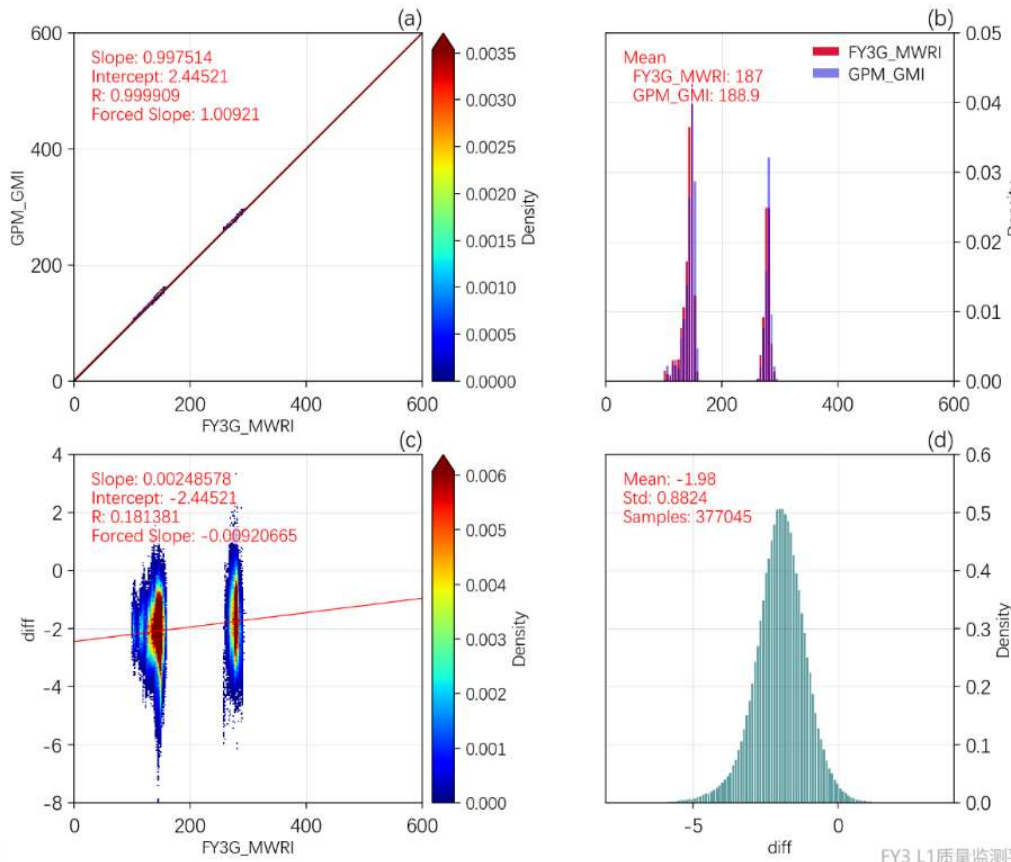 (a)
600
400
200
0
GPM_GMI
Slope: 0.997514
Intercept: 2.44521
R: 0.999909
Forced Slope: 1.00921
0 200 400 600
FY3G_MWRI
0.0035
0.0030
0.0025
0.0020
0.0015
0.0010
0.0005
0.0000
Density
(b)
Mean
FY3G_MWRI: 187
GPM_GMI: 188.9
FY3G_MWRI
GPM_GMI
0.05
0.04
0.03
0.02
0.01
0.00
Density
0 200 400 600
(c)
4
2
0
-2
-4
-6
-8
diff
Slope: 0.00248578
Intercept: -2.44521
R: 0.181381
Forced Slope: -0.00920665
0 200 400 600
FY3G_MWRI
0.006
0.005
0.004
0.003
0.002
0.001
0.000
Density
(d)
Mean: -1.98
Std: 0.8824
Samples: 377045
0.6
0.5
0.4
0.3
0.2
0.1
0.0
Density
-5 0
diff
FY3 L1质量监测